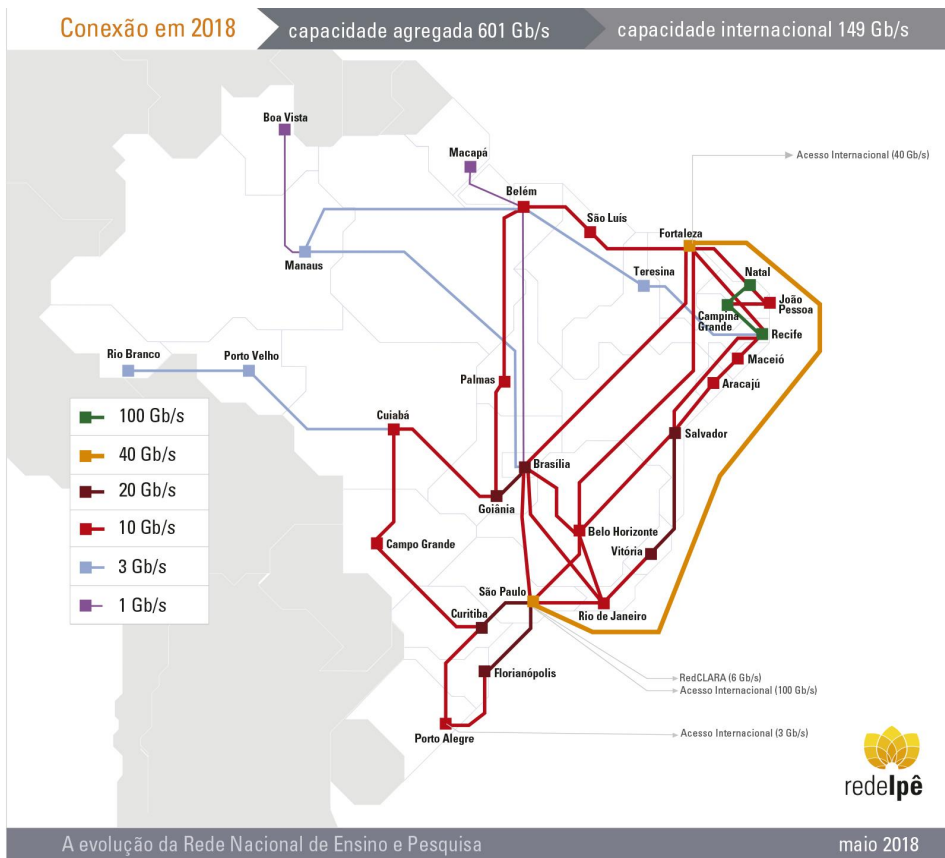 Conexão em 2018
capacidade agregada 601 Gb/s
capacidade internacional 149 Gb/s
Boa Vista
Macapá
Acesso Internacional (40 Gb/s)
Belém
São Luís
Fortaleza
Manaus
Teresina
Natal
João
Pessoa
Campina
Grande
Recife
Rio Branco
Porto Velho
Maceió
Palmas
Aracajú
100 Gb/s
40 Gb/s
20 Gb/s
10 Gb/s
3 Gb/s
1 Gb/s
Cuiabá
Salvador
Brasília
Goiânia
Belo Horizonte
Campo Grande
Vitória
São Paulo
Rio de Janeiro
Curitiba
Florianópolis
RedCLARA (6 Gb/s)
Acesso Internacional (100 Gb/s)
Porto Alegre
Acesso Internacional (3 Gb/s)
redeIpê
A evolução da Rede Nacional de Ensino e Pesquisa
maio 2018